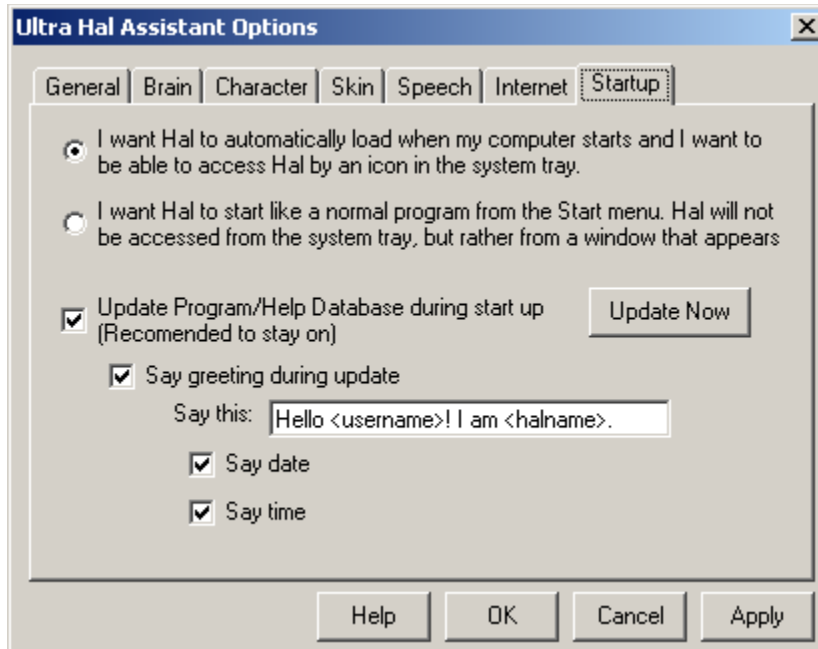 Ultra Hal Assistant Options
General Brain Character Skin Speech Internet Startup
I want Hal to automatically load when my computer starts and I want to
be able to access Hal by an icon in the system tray.
I want Hal to start like a normal program from the Start menu. Hal will not
be accessed from the system tray, but rather from a window that appears
Update Program/Help Database during start up
(Recomended to stay on)
Update Now
Say greeting during update
Say this: Hello <username>! I am <halname>.
Say date
Say time
Help OK Cancel Apply